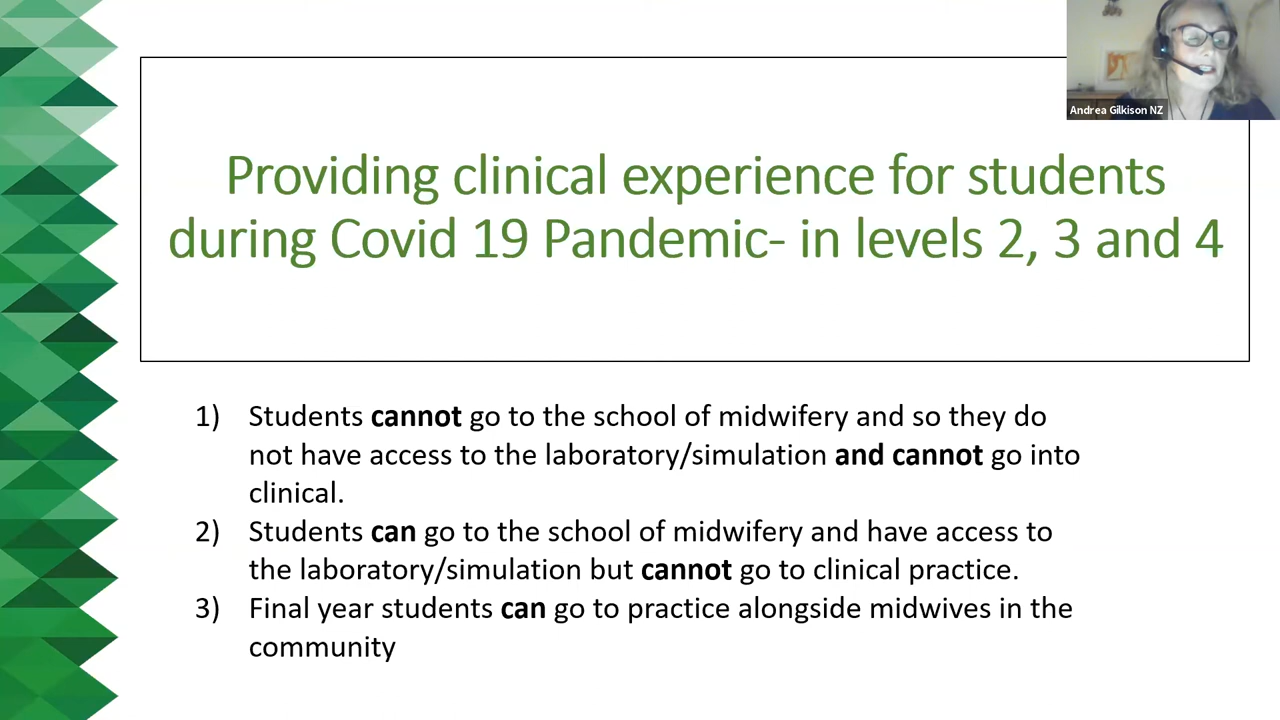 Andrea Gilkison NZ
Providing clinical experience for students
during Covid 19 Pandemic- in levels 2, 3 and 4
1) Students cannot go to the school of midwifery and so they do
not have access to the laboratory/simulation and cannot go into
clinical.
2) Students can go to the school of midwifery and have access to
the laboratory/simulation but cannot go to clinical practice.
3) Final year students can go to practice alongside midwives in the
community